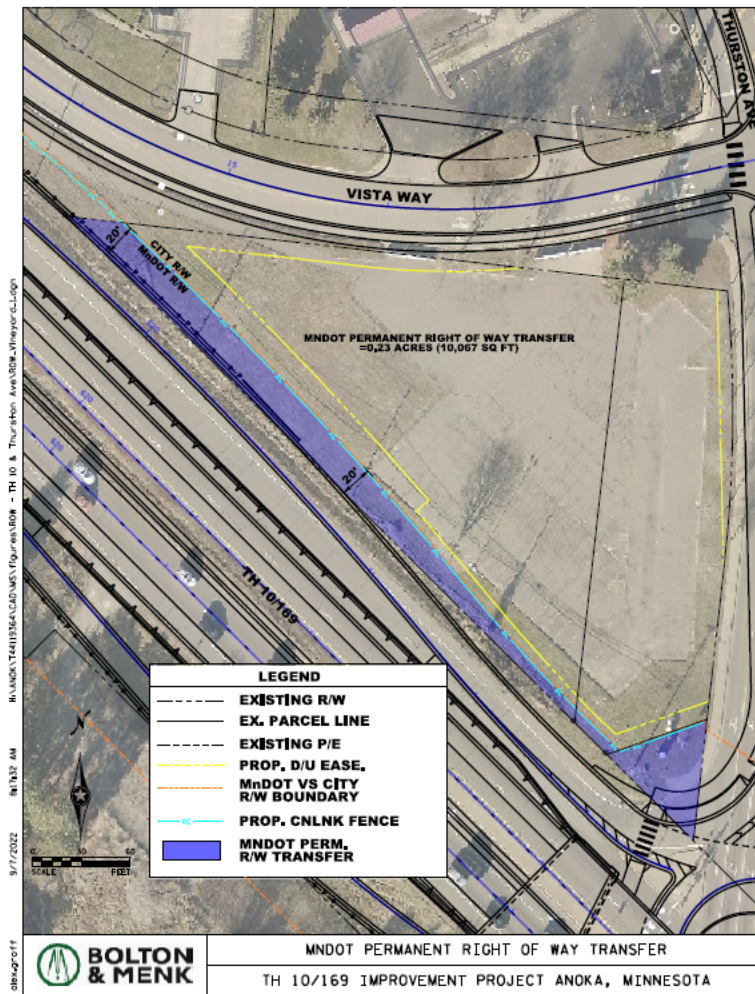 THURSTON AVE
15
VISTA WAY
20'
CITY R/W
MnDOT R/W
MNDOT PERMANENT RIGHT OF WAY TRANSFER
=0.23 ACRES (10,067 SQ FT)
620
620
20'
TH 10/169
LEGEND
EXISTING R/W
EX. PARCEL LINE
EXISTING P/E
PROP. D/U EASE.
MnDOT VS CITY
R/W BOUNDARY
PROP. CNLNK FENCE
MNDOT PERM.
R/W TRANSFER
N
SCALE
FEET
9/7/2022
BOLTON
& MENK
MNDOT PERMANENT RIGHT OF WAY TRANSFER
TH 10/169 IMPROVEMENT PROJECT ANOKA, MINNESOTA